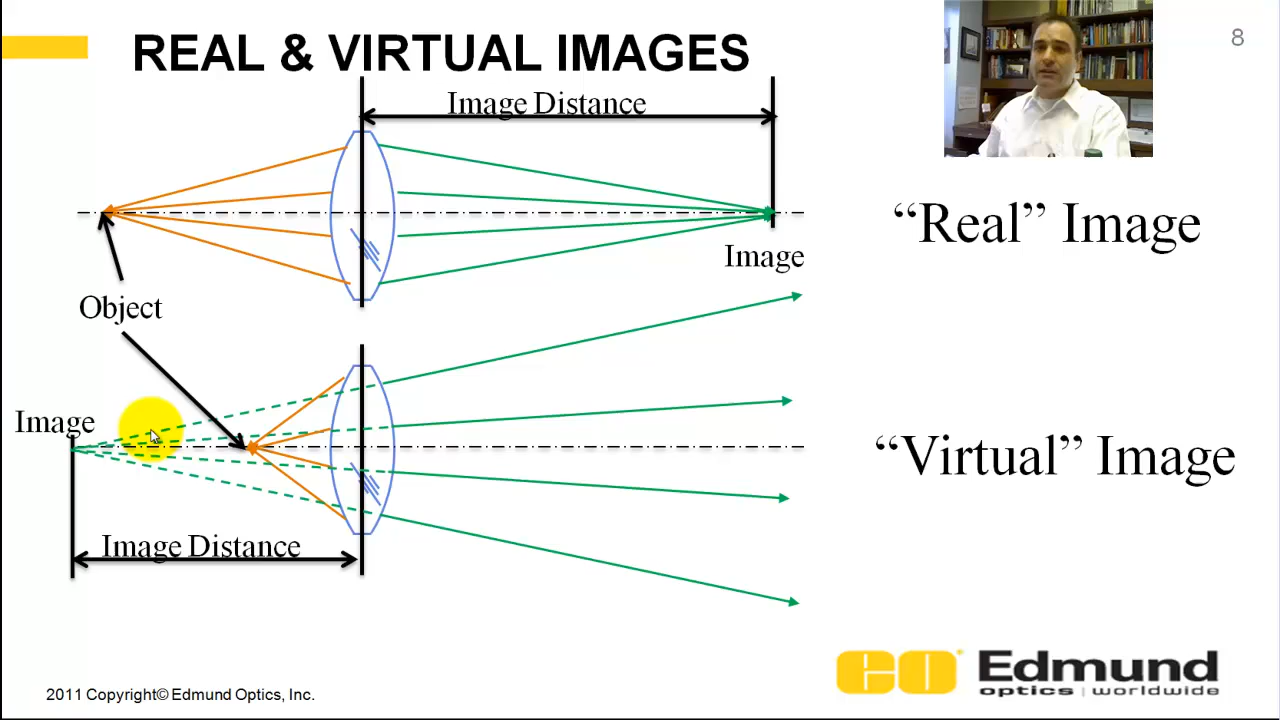 REAL & VIRTUAL IMAGES
8
Image Distance
"Real" Image
Image
Object
Image
"Virtual" Image
Image Distance
2011 Copyright© Edmund Optics, Inc.
EO Edmund
optics | worldwide